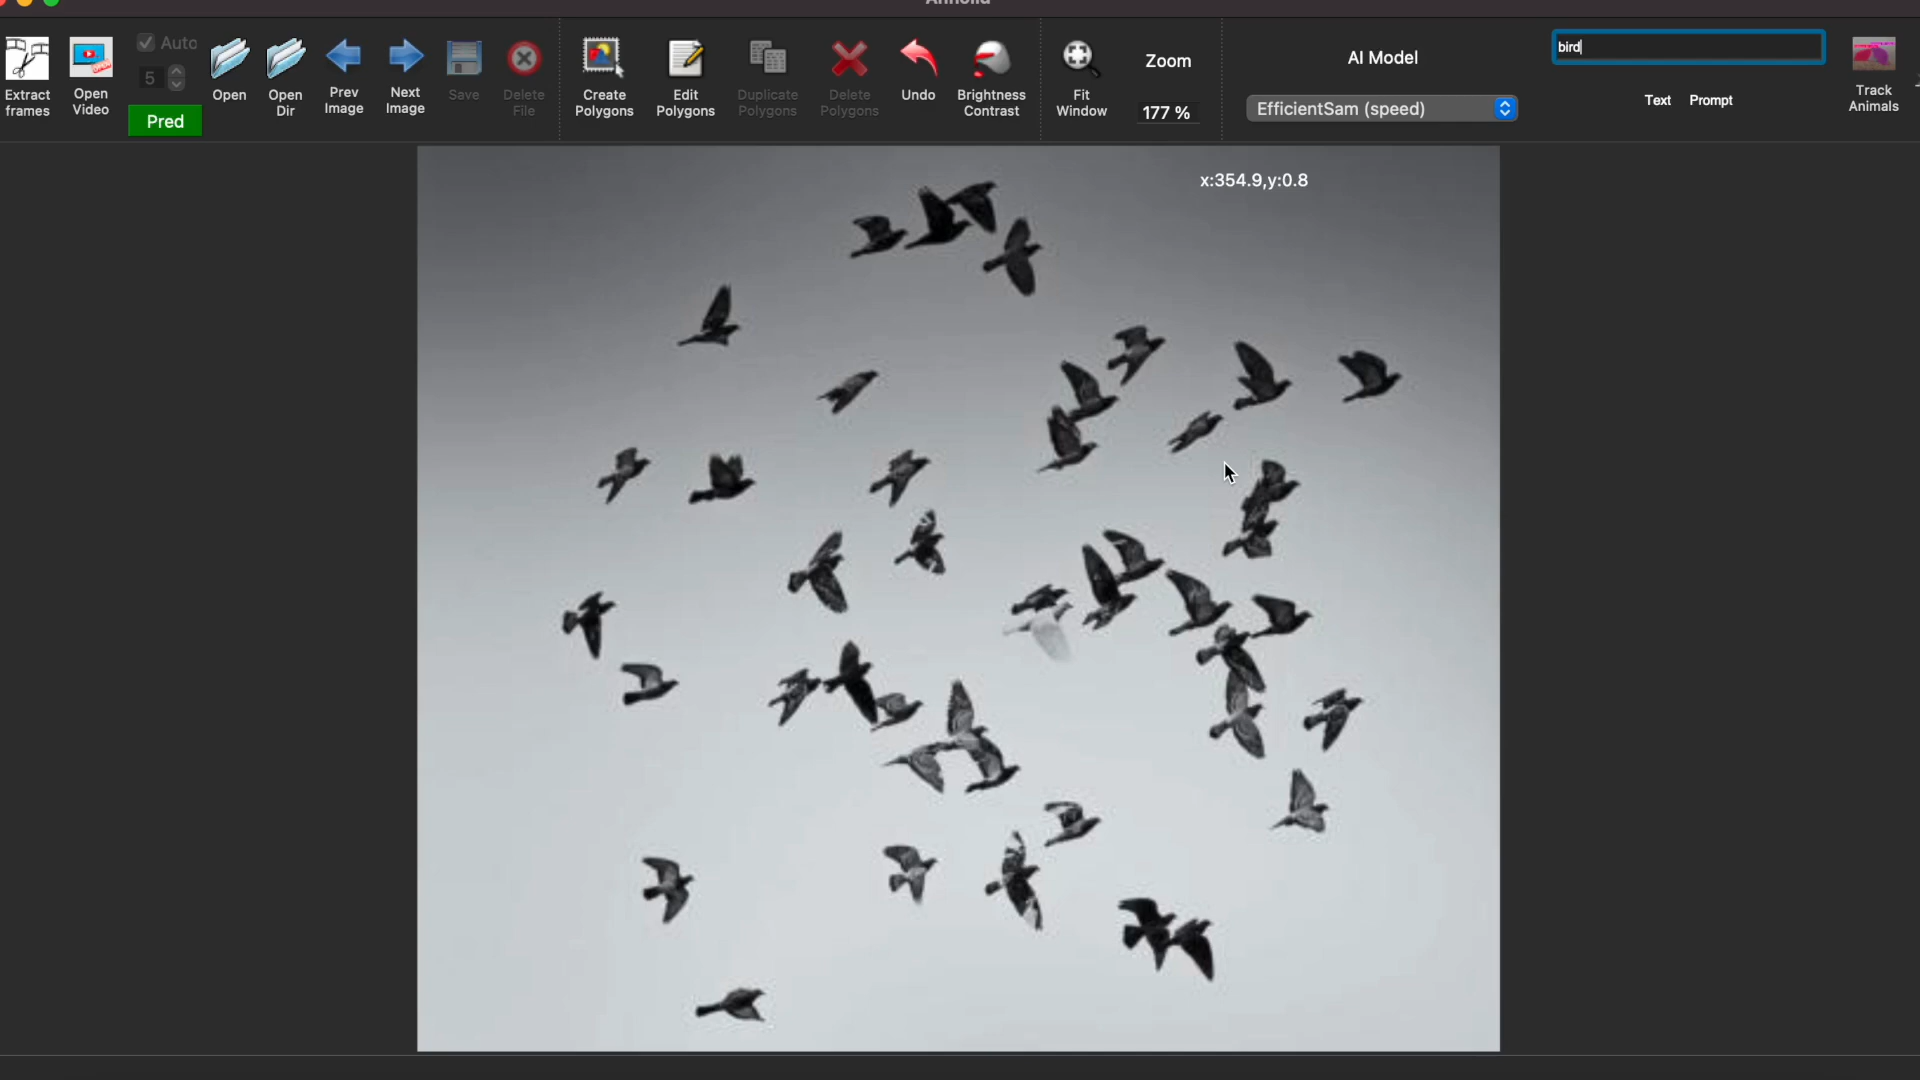 Annolid
Extract
frames
Open
Video
Auto
5
Pred
Open
Open
Dir
Prev
Image
Next
Image
Save
Delete
File
Create
Polygons
Edit
Polygons
Duplicate
Polygons
Delete
Polygons
Undo
Brightness
Contrast
Fit
Window
Zoom
177 %
AI Model
EfficientSam (speed)
bird
Text Prompt
Track
Animals
x:354.9,y:0.8